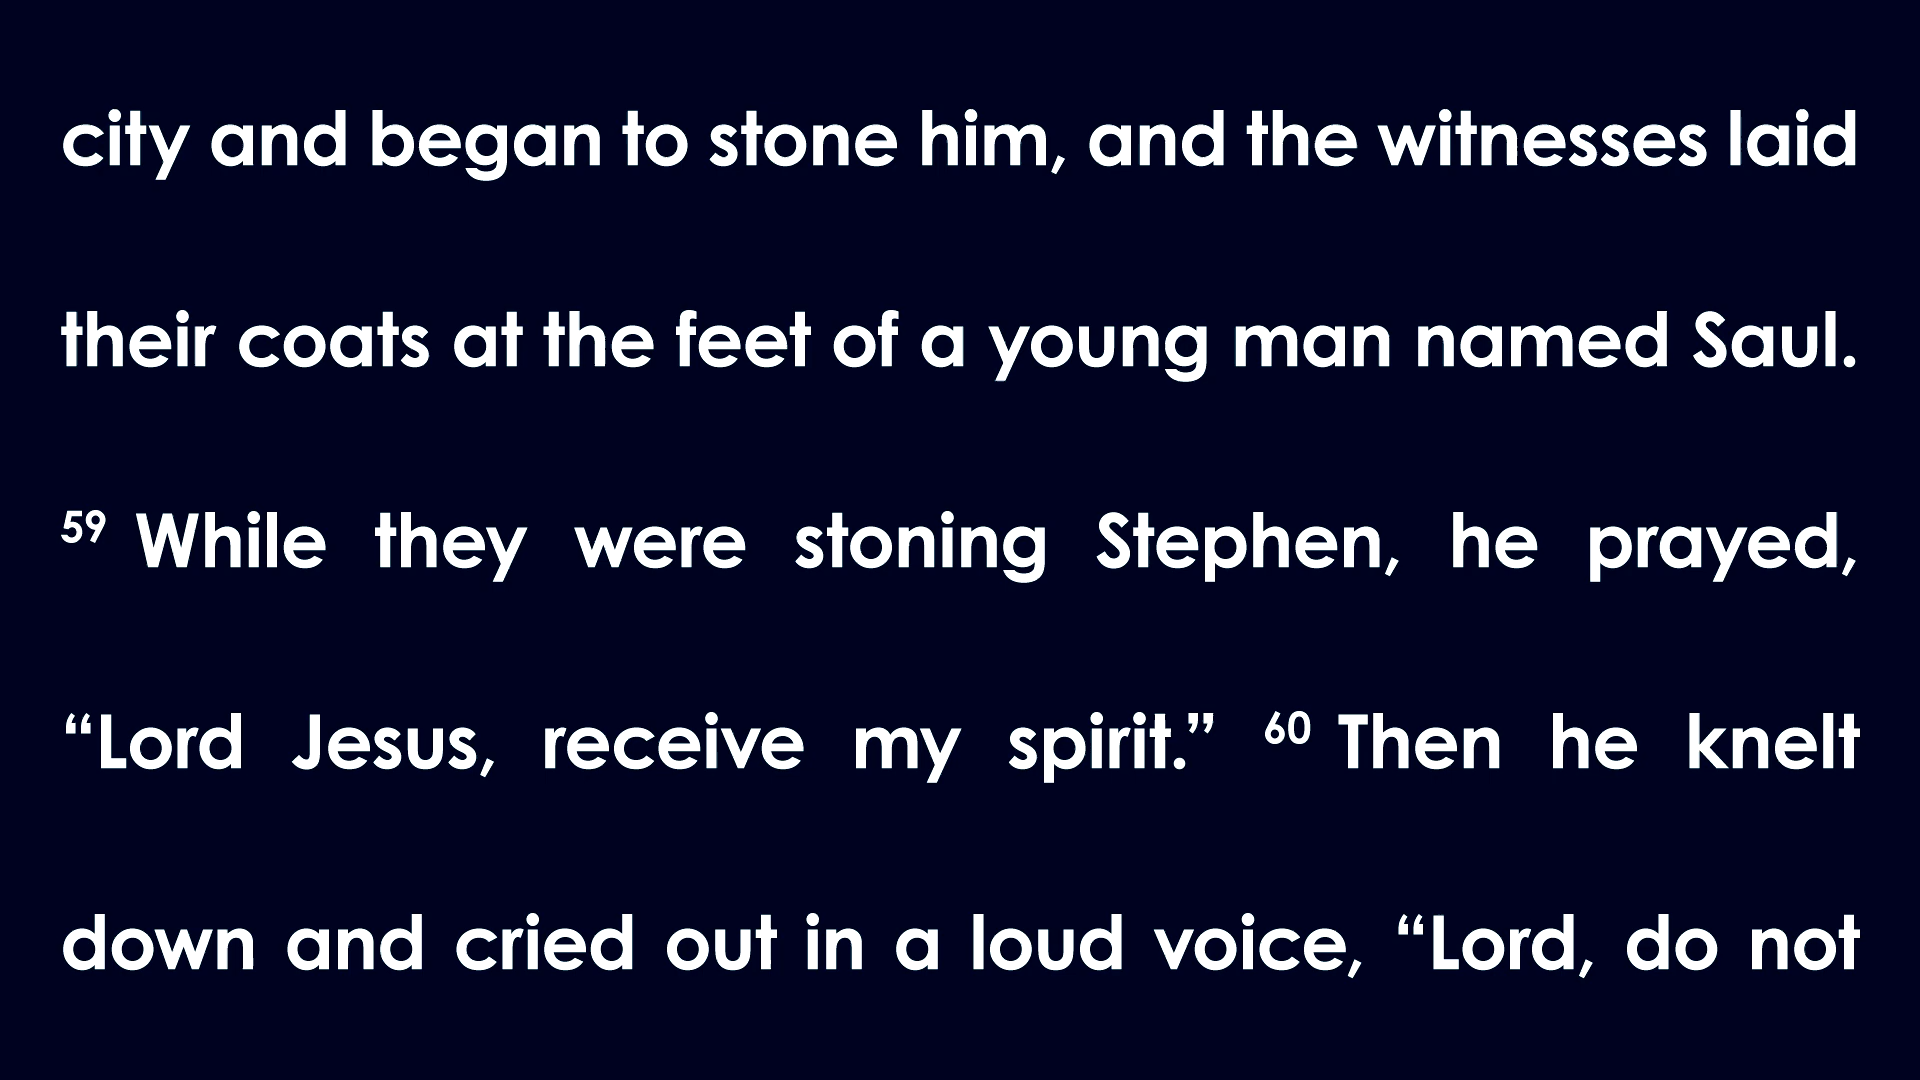 city and began to stone him, and the witnesses laid
their coats at the feet of a young man named Saul.
59 While they were stoning Stephen, he prayed,
“Lord Jesus, receive my spirit.” 60 Then he knelt
down and cried out in a loud voice, “Lord, do not